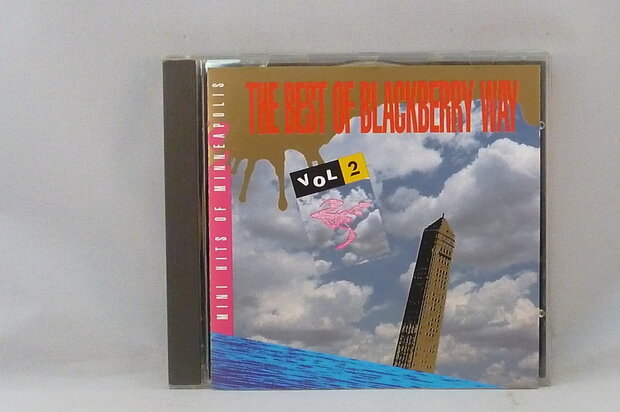 THE BEST OF BLACKBERRY WAY
VOL 2
MINI HITS OF MINNEAPOLIS